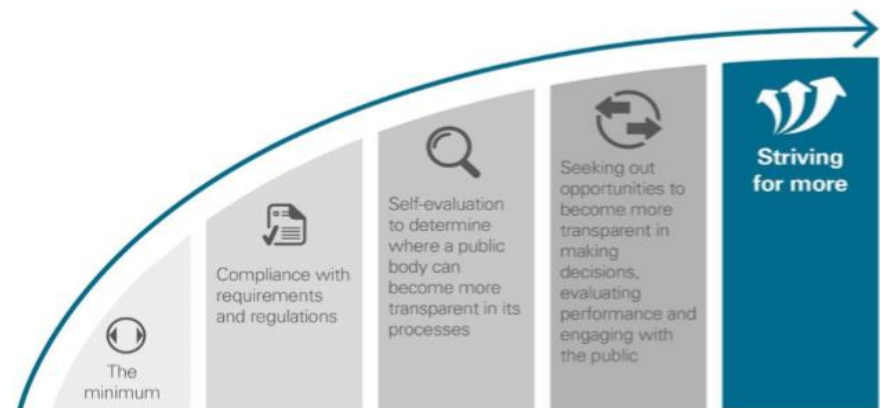 The
minimum
Compliance with
requirements
and regulations
Self-evaluation
to determine
where a public
body can
become more
transparent in its
processes
Seeking out
opportunities to
become more
transparent in
making
decisions,
evaluating
performance and
engaging with
the public
Striving
for more